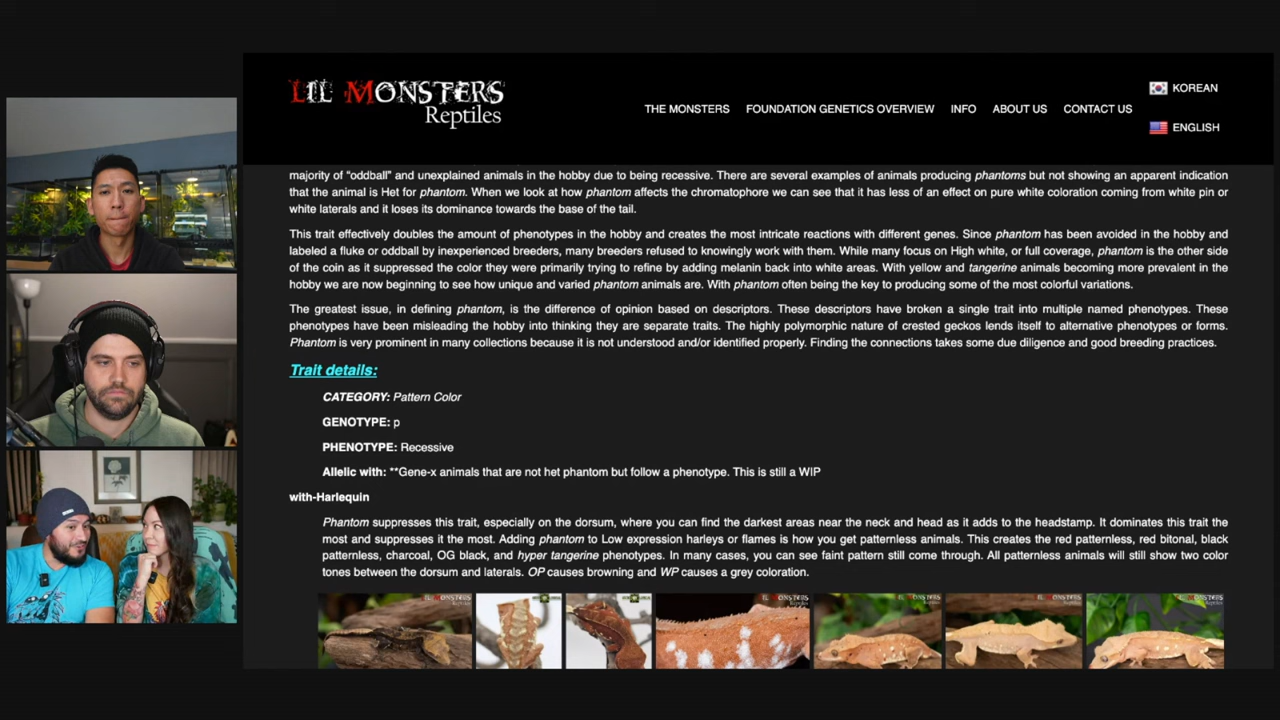 LIL MONSTERS
Reptiles
THE MONSTERS
FOUNDATION GENETICS OVERVIEW
INFO
ABOUT US
CONTACT US
KOREAN
ENGLISH
majority of “oddball” and unexplained animals in the hobby due to being recessive. There are several examples of animals producing phantoms but not showing an apparent indication
that the animal is Het for phantom. When we look at how phantom affects the chromatophore we can see that it has less of an effect on pure white coloration coming from white pin or
white laterals and it loses its dominance towards the base of the tail.
This trait effectively doubles the amount of phenotypes in the hobby and creates the most intricate reactions with different genes. Since phantom has been avoided in the hobby and
labeled a fluke or oddball by inexperienced breeders, many breeders refused to knowingly work with them. While many focus on High white, or full coverage, phantom is the other side
of the coin as it suppressed the color they were primarily trying to refine by adding melanin back into white areas. With yellow and tangerine animals becoming more prevalent in the
hobby we are now beginning to see how unique and varied phantom animals are. With phantom often being the key to producing some of the most colorful variations.
The greatest issue, in defining phantom, is the difference of opinion based on descriptors. These descriptors have broken a single trait into multiple named phenotypes. These
phenotypes have been misleading the hobby into thinking they are separate traits. The highly polymorphic nature of crested geckos lends itself to alternative phenotypes or forms.
Phantom is very prominent in many collections because it is not understood and/or identified properly. Finding the connections takes some due diligence and good breeding practices.
Trait details:
CATEGORY: Pattern Color
GENOTYPE: p
PHENOTYPE: Recessive
Allelic with: **Gene-x animals that are not het phantom but follow a phenotype. This is still a WIP
with-Harlequin
Phantom suppresses this trait, especially on the dorsum, where you can find the darkest areas near the neck and head as it adds to the headstamp. It dominates this trait the
most and suppresses it the most. Adding phantom to Low expression harleys or flames is how you get patternless animals. This creates the red patternless, red bitonal, black
patternless, charcoal, OG black, and hyper tangerine phenotypes. In many cases, you can see faint pattern still come through. All patternless animals will still show two color
tones between the dorsum and laterals. OP causes browning and WP causes a grey coloration.